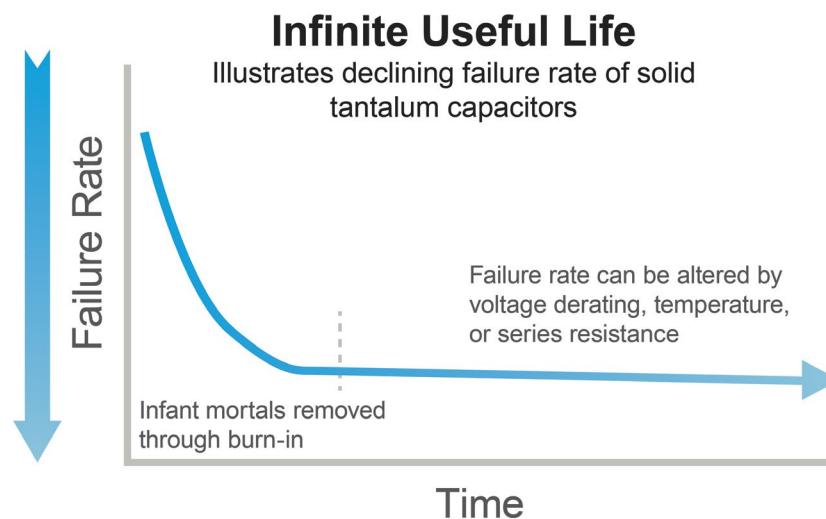 Infinite Useful Life
Illustrates declining failure rate of solid
tantalum capacitors
Failure Rate
Failure rate can be altered by
voltage derating, temperature,
or series resistance
Infant mortals removed
through burn-in
Time